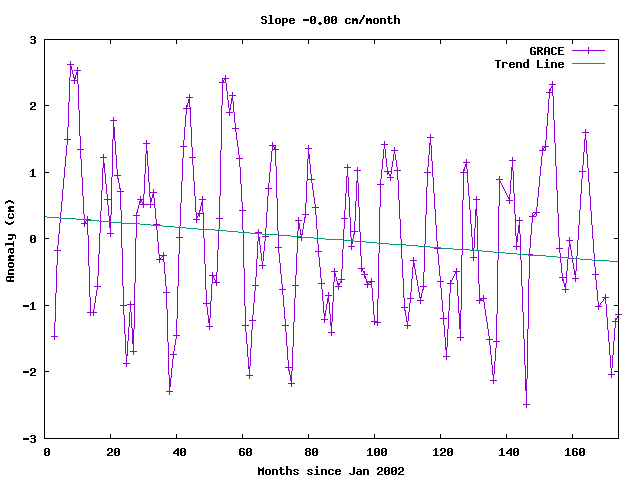 Slope -0.00 cm/month
GRACE
Trend Line
3
2
1
0
-1
-2
-3
Anomaly (cm)
0 20 40 60 80 100 120 140 160
Months since Jan 2002